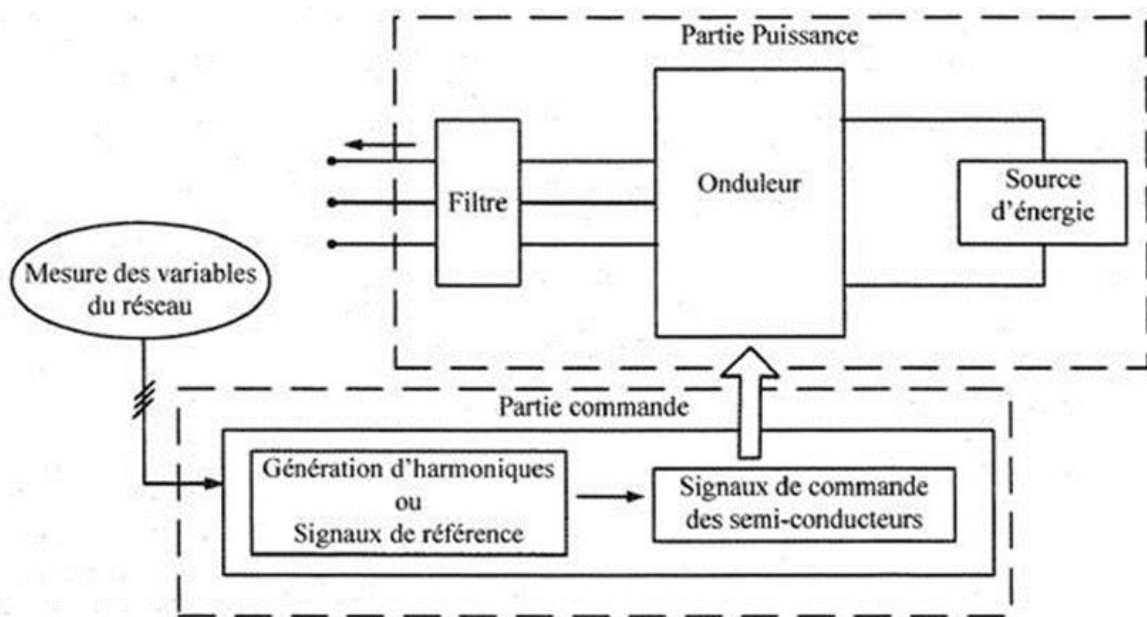 Partie Puissance
Filtre
Onduleur
Source
d'énergie
Mesure des variables
du réseau
Partie commande
Génération d'harmoniques
ou
Signaux de référence
Signaux de commande
des semi-conducteurs